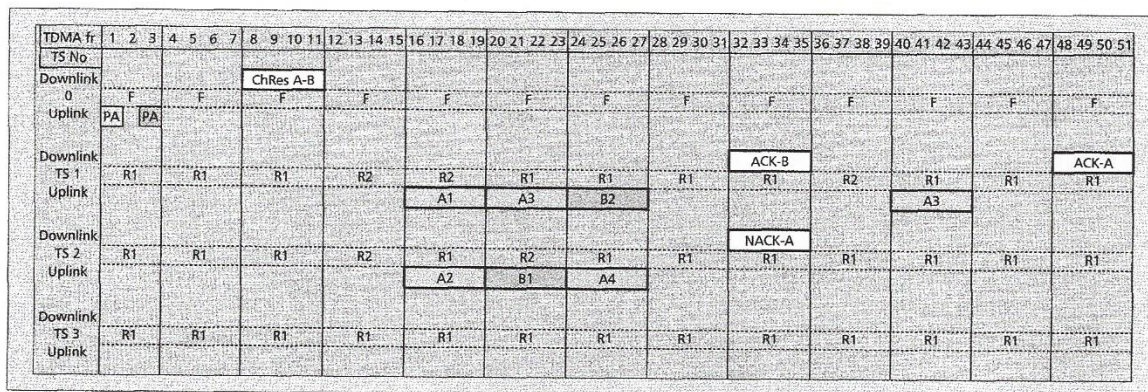 TDMA fr 1 2 3 4 5 6 7 8 9 10 11 12 13 14 15 16 17 18 19 20 21 22 23 24 25 26 27 28 29 30 31 32 33 34 35 36 37 38 39 40 41 42 43 44 45 46 47 48 49 50 51
TS No
Downlink ChRes A-B
0 F F F F F F F F F F F F F
Uplink PA PA
Downlink ACK-B ACK-A
TS 1 R1 R1 R1 R2 R2 R1 R1 R1 R1 R2 R1 R1 R1
Uplink A1 A3 B2 A3
Downlink NACK-A
TS 2 R1 R1 R1 R2 R1 R2 R1 R1 R1 R1 R1 R1 R1
Uplink A2 B1 A4
Downlink
TS 3 R1 R1 R1 R1 R1 R1 R1 R1 R1 R1 R1 R1 R1
Uplink